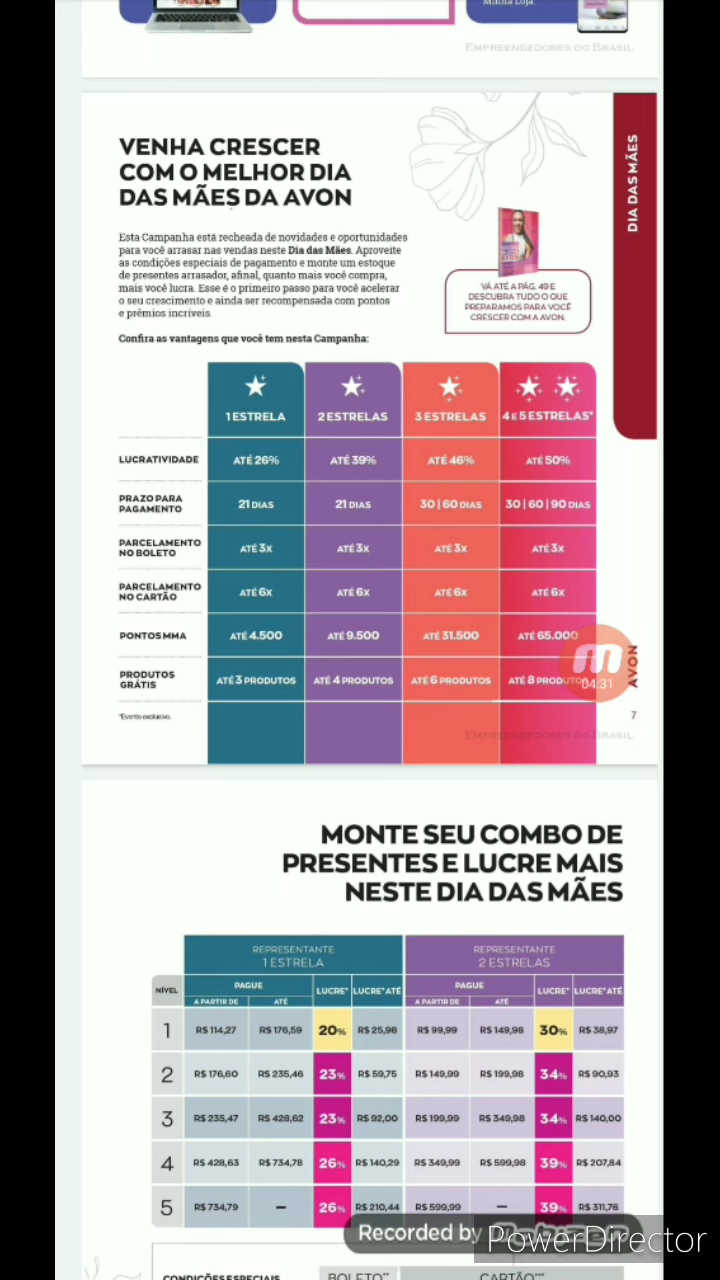 Minha Loja.
EMPREENDEDORES DO BRASIL
VENHA CRESCER
COM O MELHOR DIA
DAS MÃES DA AVON
DIA DAS MÃES
Esta Campanha está recheada de novidades e oportunidades
para você arrasar nas vendas neste Dia das Mães. Aproveite
as condições especiais de pagamento e monte um estoque
de presentes arrasador, afinal, quanto mais você compra,
mais você lucra. Esse é o primeiro passo para você acelerar
o seu crescimento e ainda ser recompensada com pontos
e prêmios incríveis.
VÁ ATÉ A PÁG. 49 E
DESCUBRA TUDO O QUE
PREPARAMOS PARA VOCÊ
CRESCER COM A AVON.
Confira as vantagens que você tem nesta Campanha:
1 ESTRELA 2 ESTRELAS 3 ESTRELAS 4 E 5 ESTRELAS*
LUCRATIVIDADE ATÉ 26% ATÉ 39% ATÉ 46% ATÉ 50%
PRAZO PARA
PAGAMENTO 21 DIAS 21 DIAS 30 | 60 DIAS 30 | 60 | 90 DIAS
PARCELAMENTO
NO BOLETO ATÉ 3X ATÉ 3X ATÉ 3X ATÉ 3X
PARCELAMENTO
NO CARTÃO ATÉ 6X ATÉ 6X ATÉ 6X ATÉ 6X
PONTOS MMA ATÉ 4.500 ATÉ 9.500 ATÉ 31.500 ATÉ 65.000
PRODUTOS
GRÁTIS ATÉ 3 PRODUTOS ATÉ 4 PRODUTOS ATÉ 6 PRODUTOS ATÉ 8 PRODUTO
04:31
AVON
*Evento exclusivo.
7
EMPREENDEDORES DO BRASIL
MONTE SEU COMBO DE
PRESENTES E LUCRE MAIS
NESTE DIA DAS MÃES
REPRESENTANTE
1 ESTRELA
REPRESENTANTE
2 ESTRELAS
NÍVEL PAGUE LUCRE* LUCRE* ATÉ PAGUE LUCRE* LUCRE* ATÉ
A PARTIR DE ATÉ A PARTIR DE ATÉ
1 R$ 114,27 R$ 176,59 20% R$ 25,98 R$ 99,99 R$ 149,98 30% R$ 38,97
2 R$ 176,60 R$ 235,46 23% R$ 59,75 R$ 149,99 R$ 199,98 34% R$ 90,93
3 R$ 235,47 R$ 428,62 23% R$ 92,00 R$ 199,99 R$ 349,98 34% R$ 140,00
4 R$ 428,63 R$ 734,78 26% R$ 140,29 R$ 349,99 R$ 599,98 39% R$ 207,84
5 R$ 734,79 — 26% R$ 210,44 R$ 599,99 — 39% R$ 311,76
Recorded by
PowerDirector
CONDIÇÕES ESPECIAIS BOLETO** CARTÃO***